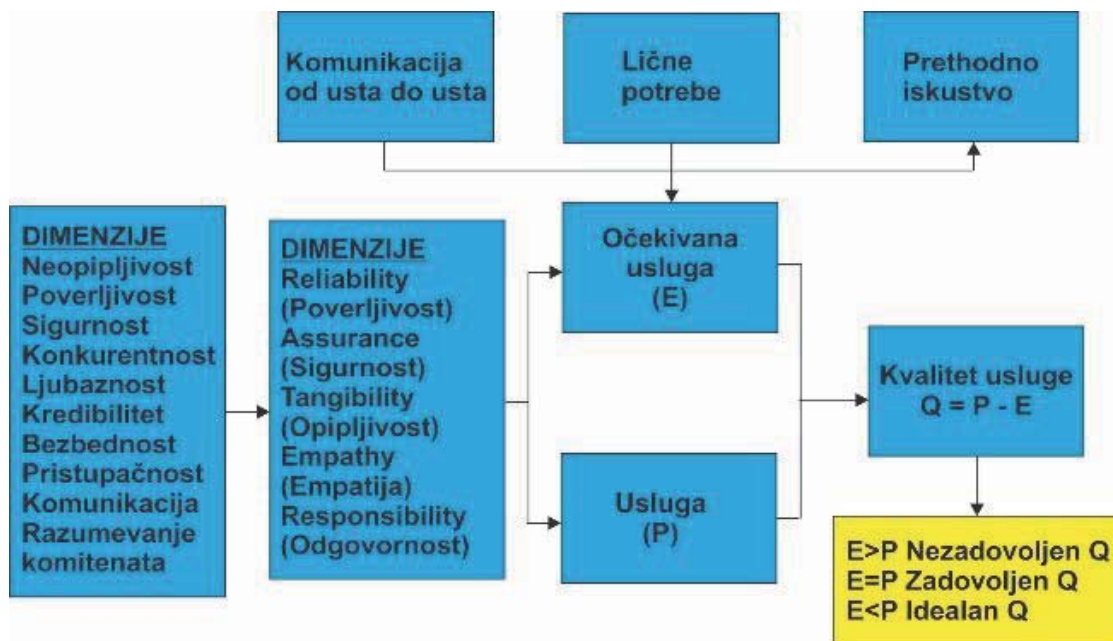 Komunikacija
od usta do usta
Lične
potrebe
Prethodno
iskustvo
DIMENZIJE
Neopipljivost
Poverljivost
Sigurnost
Konkurentnost
Ljubaznost
Kredibilitet
Bezbednost
Pristupačnost
Komunikacija
Razumevanje
komitenata
DIMENZIJE
Reliability
(Poverljivost)
Assurance
(Sigurnost)
Tangibility
(Opipljivost)
Empathy
(Empatija)
Responsibility
(Odgovornost)
Očekivana
usluga
(E)
Usluga
(P)
Kvalitet usluge
Q = P - E
E>P Nezadovoljen Q
E=P Zadovoljen Q
E<P Idealan Q